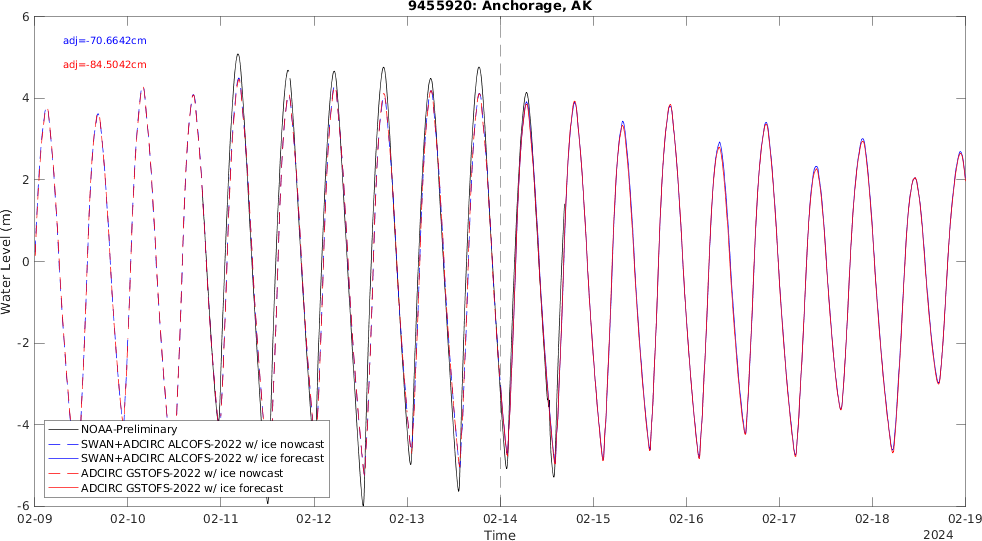 9455920: Anchorage, AK
6
adj=-70.6642cm
adj=-84.5042cm
4
2
0
-2
-4
-6
Water Level (m)
NOAA-Preliminary
SWAN+ADCIRC ALCOFS-2022 w/ ice nowcast
SWAN+ADCIRC ALCOFS-2022 w/ ice forecast
ADCIRC GSTOFS-2022 w/ ice nowcast
ADCIRC GSTOFS-2022 w/ ice forecast
02-09 02-10 02-11 02-12 02-13 02-14 02-15 02-16 02-17 02-18 02-19
Time
2024